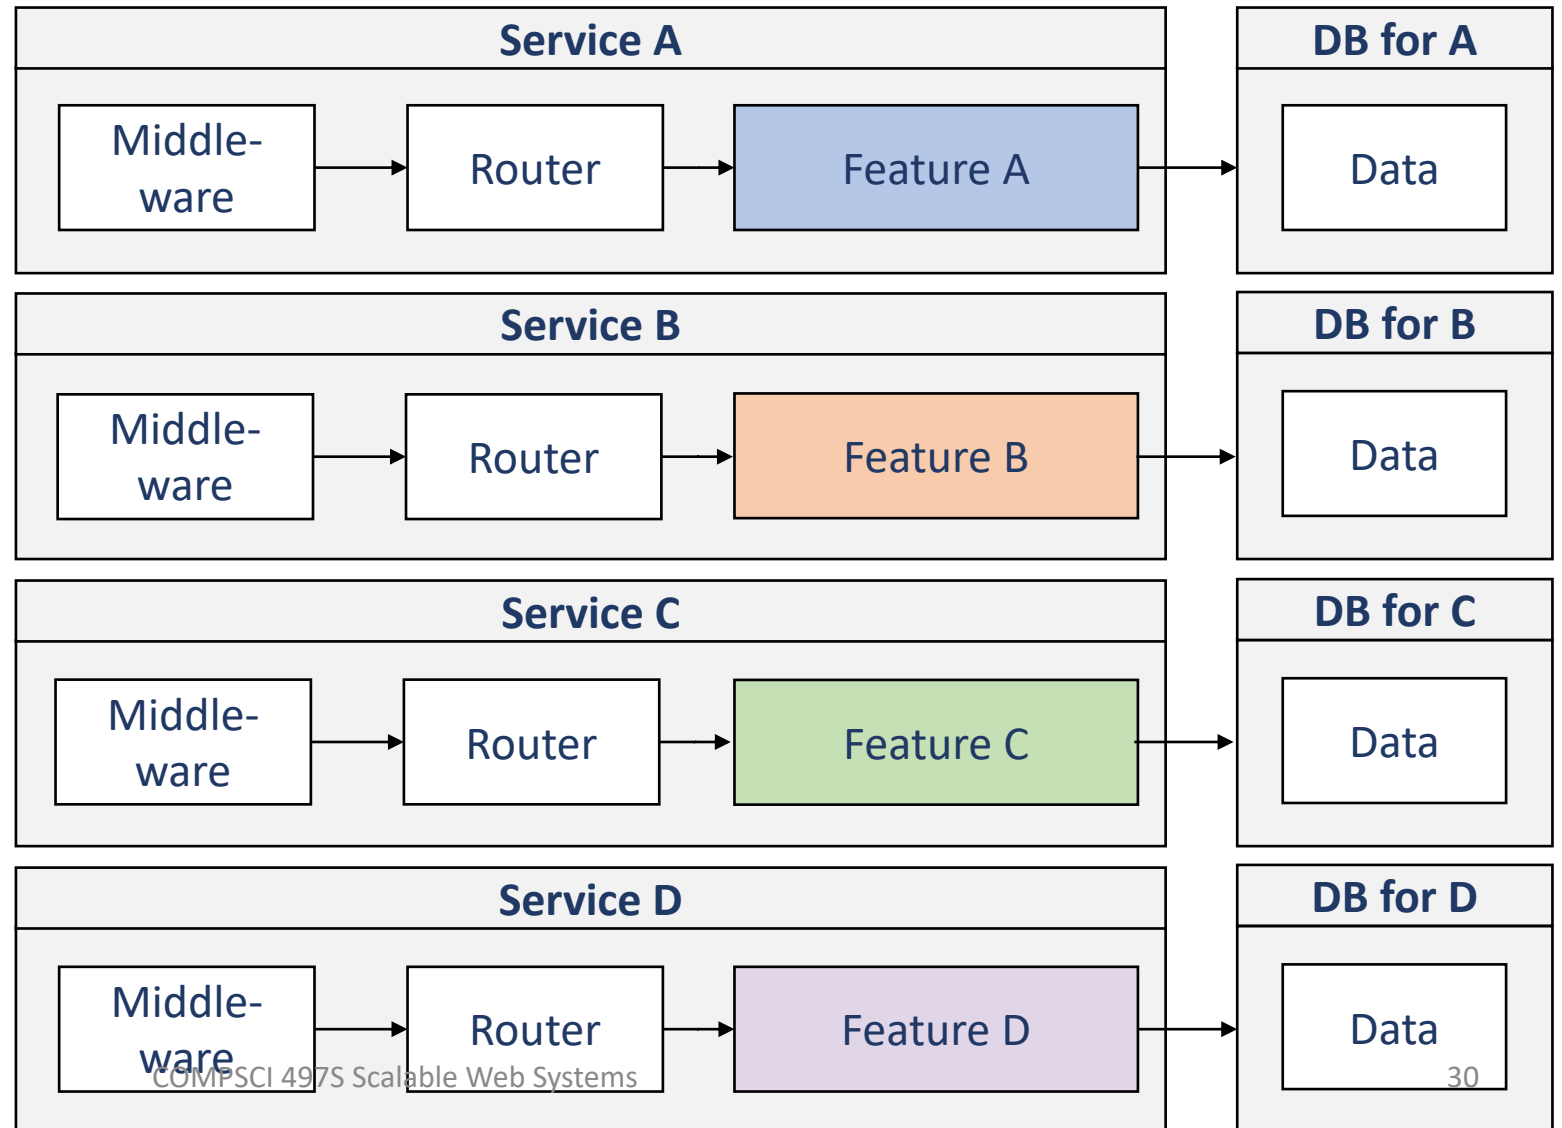 Service A
DB for A
Middle-
ware
Router
Feature A
Data
Service B
DB for B
Middle-
ware
Router
Feature B
Data
Service C
DB for C
Middle-
ware
Router
Feature C
Data
Service D
DB for D
Middle-
ware
Router
Feature D
Data
COMPSCI 497S Scalable Web Systems
30